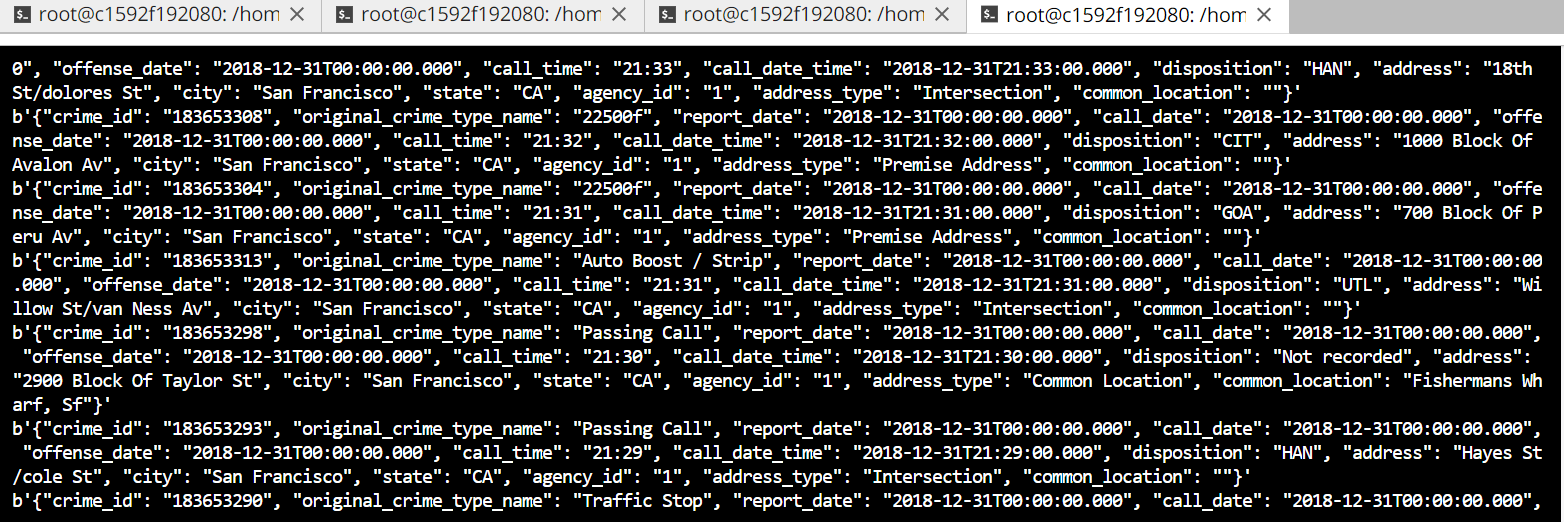 root@c1592f192080: /hom
root@c1592f192080: /hom
root@c1592f192080: /hom
root@c1592f192080: /hom
0", "offense_date": "2018-12-31T00:00:00.000", "call_time": "21:33", "call_date_time": "2018-12-31T21:33:00.000", "disposition": "HAN", "address": "18th
St/dolores St", "city": "San Francisco", "state": "CA", "agency_id": "1", "address_type": "Intersection", "common_location": ""}'
b'{"crime_id": "183653308", "original_crime_type_name": "22500f", "report_date": "2018-12-31T00:00:00.000", "call_date": "2018-12-31T00:00:00.000", "offe
nse_date": "2018-12-31T00:00:00.000", "call_time": "21:32", "call_date_time": "2018-12-31T21:32:00.000", "disposition": "CIT", "address": "1000 Block Of
Avalon Av", "city": "San Francisco", "state": "CA", "agency_id": "1", "address_type": "Premise Address", "common_location": ""}'
b'{"crime_id": "183653304", "original_crime_type_name": "22500f", "report_date": "2018-12-31T00:00:00.000", "call_date": "2018-12-31T00:00:00.000", "offe
nse_date": "2018-12-31T00:00:00.000", "call_time": "21:31", "call_date_time": "2018-12-31T21:31:00.000", "disposition": "GOA", "address": "700 Block Of P
eru Av", "city": "San Francisco", "state": "CA", "agency_id": "1", "address_type": "Premise Address", "common_location": ""}'
b'{"crime_id": "183653313", "original_crime_type_name": "Auto Boost / Strip", "report_date": "2018-12-31T00:00:00.000", "call_date": "2018-12-31T00:00:00
.000", "offense_date": "2018-12-31T00:00:00.000", "call_time": "21:31", "call_date_time": "2018-12-31T21:31:00.000", "disposition": "UTL", "address": "Wi
llow St/van Ness Av", "city": "San Francisco", "state": "CA", "agency_id": "1", "address_type": "Intersection", "common_location": ""}'
b'{"crime_id": "183653298", "original_crime_type_name": "Passing Call", "report_date": "2018-12-31T00:00:00.000", "call_date": "2018-12-31T00:00:00.000",
"offense_date": "2018-12-31T00:00:00.000", "call_time": "21:30", "call_date_time": "2018-12-31T21:30:00.000", "disposition": "Not recorded", "address":
"2900 Block Of Taylor St", "city": "San Francisco", "state": "CA", "agency_id": "1", "address_type": "Common Location", "common_location": "Fishermans Wh
arf, Sf"}'
b'{"crime_id": "183653293", "original_crime_type_name": "Passing Call", "report_date": "2018-12-31T00:00:00.000", "call_date": "2018-12-31T00:00:00.000",
"offense_date": "2018-12-31T00:00:00.000", "call_time": "21:29", "call_date_time": "2018-12-31T21:29:00.000", "disposition": "HAN", "address": "Hayes St
/cole St", "city": "San Francisco", "state": "CA", "agency_id": "1", "address_type": "Intersection", "common_location": ""}'
b'{"crime_id": "183653290", "original_crime_type_name": "Traffic Stop", "report_date": "2018-12-31T00:00:00.000", "call_date": "2018-12-31T00:00:00.000",